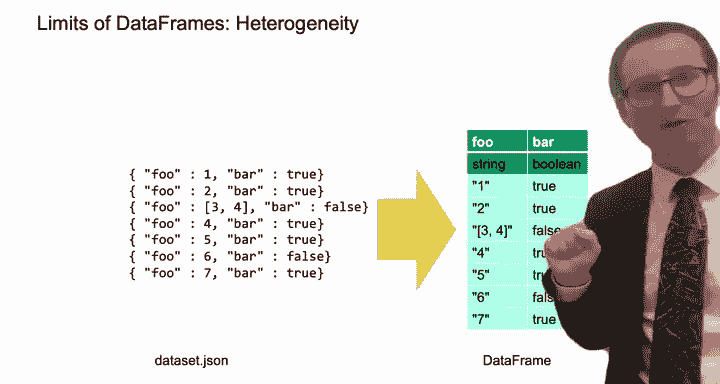 Limits of DataFrames: Heterogeneity
{ "foo" : 1, "bar" : true}
{ "foo" : 2, "bar" : true}
{ "foo" : [3, 4], "bar" : false}
{ "foo" : 4, "bar" : true}
{ "foo" : 5, "bar" : true}
{ "foo" : 6, "bar" : false}
{ "foo" : 7, "bar" : true}
dataset.json
foo bar
string boolean
"1" true
"2" true
"[3, 4]" false
"4"
"5"
"6"
"7" true
DataFrame